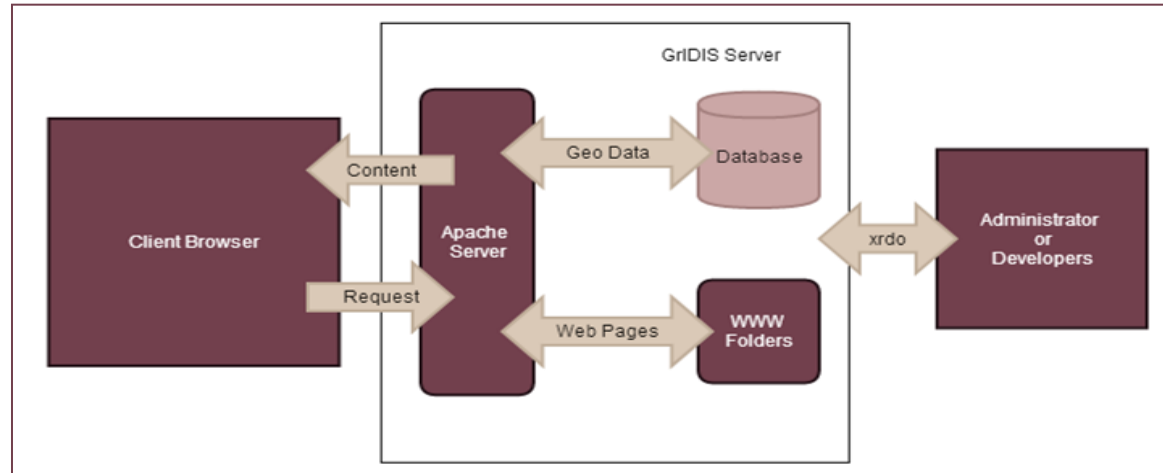 GrIDIS Server
Client Browser
Content
Request
Apache
Server
Geo Data
Database
Web Pages
WWW
Folders
xrdo
Administrator
or
Developers